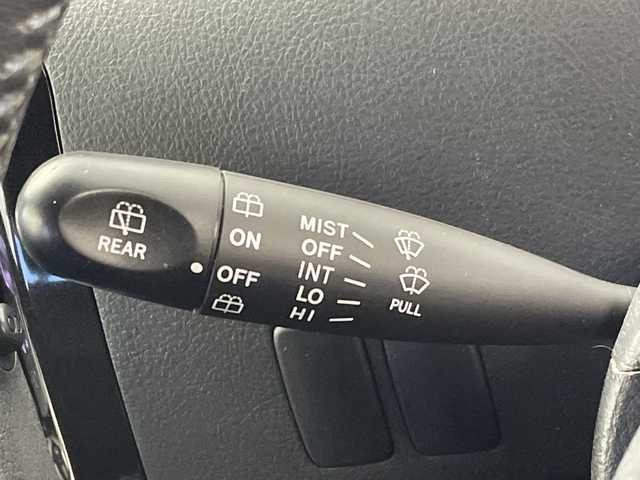 REAR
ON
OFF
MIST
OFF
INT
LO
HI
PULL